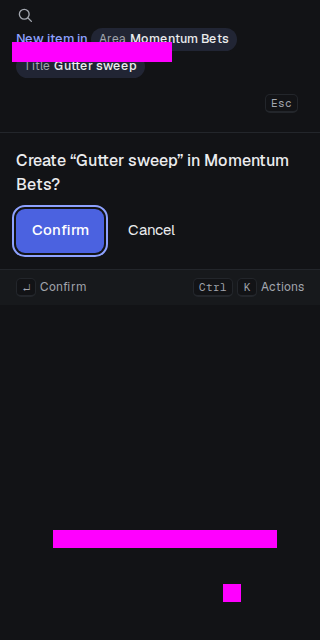 New item in Area Momentum Bets
Title Gutter sweep
Esc
Create “Gutter sweep” in Momentum
Bets?
Confirm Cancel
↵ Confirm Ctrl K Actions